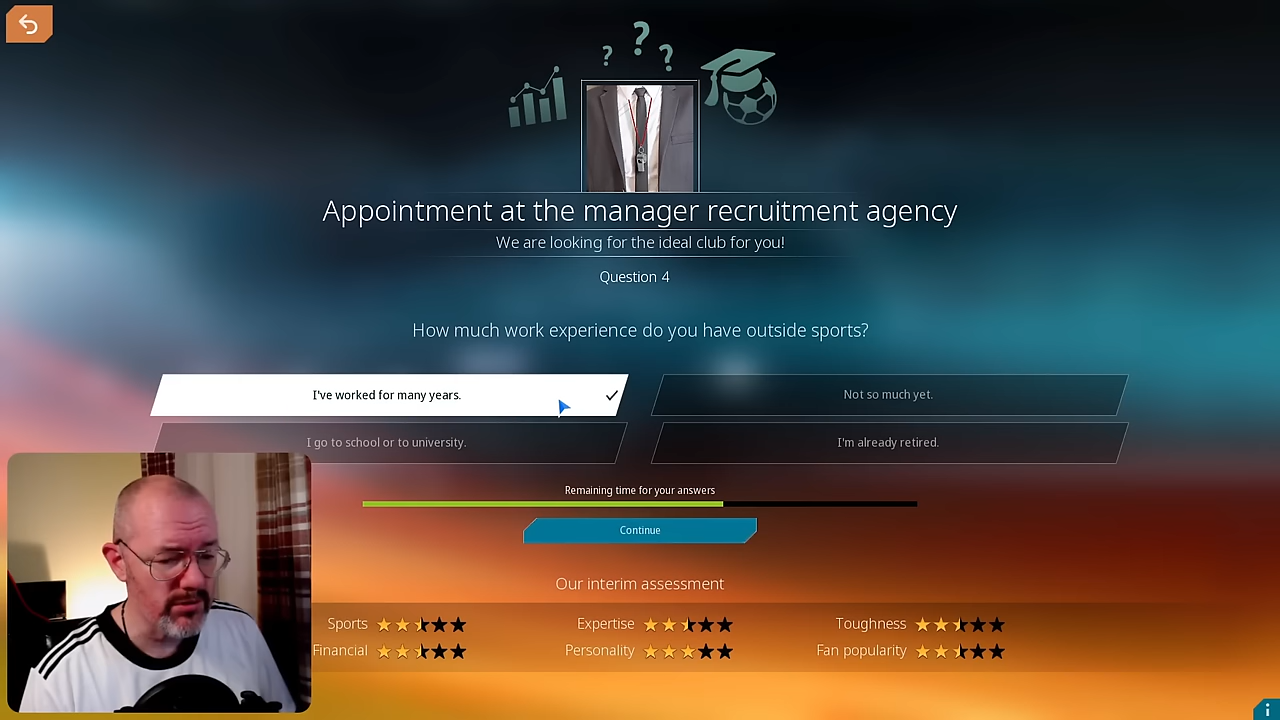 ? ? ?
Appointment at the manager recruitment agency
We are looking for the ideal club for you!
Question 4
How much work experience do you have outside sports?
I've worked for many years.
Not so much yet.
I go to school or to university.
I'm already retired.
Remaining time for your answers
Continue
Our interim assessment
Sports
Expertise
Toughness
Financial
Personality
Fan popularity
i